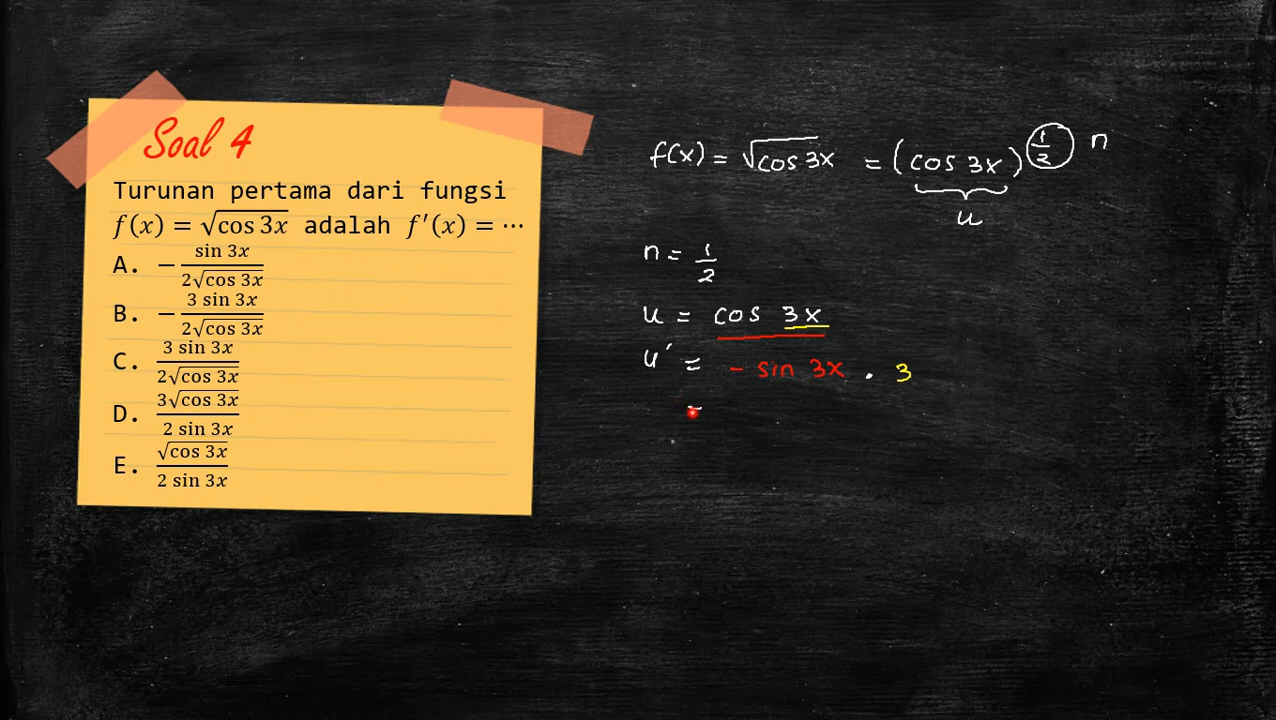 Soal 4
Turunan pertama dari fungsi
f(x) = √cos 3x adalah f′(x) = ⋯
A. − sin 3x / 2√cos 3x
B. − 3 sin 3x / 2√cos 3x
C. 3 sin 3x / 2√cos 3x
D. 3√cos 3x / 2 sin 3x
E. √cos 3x / 2 sin 3x
f(x) = √cos 3x = (cos 3x)^1/2 n
u
n = 1/2
u = cos 3x
u' = - sin 3x . 3
=